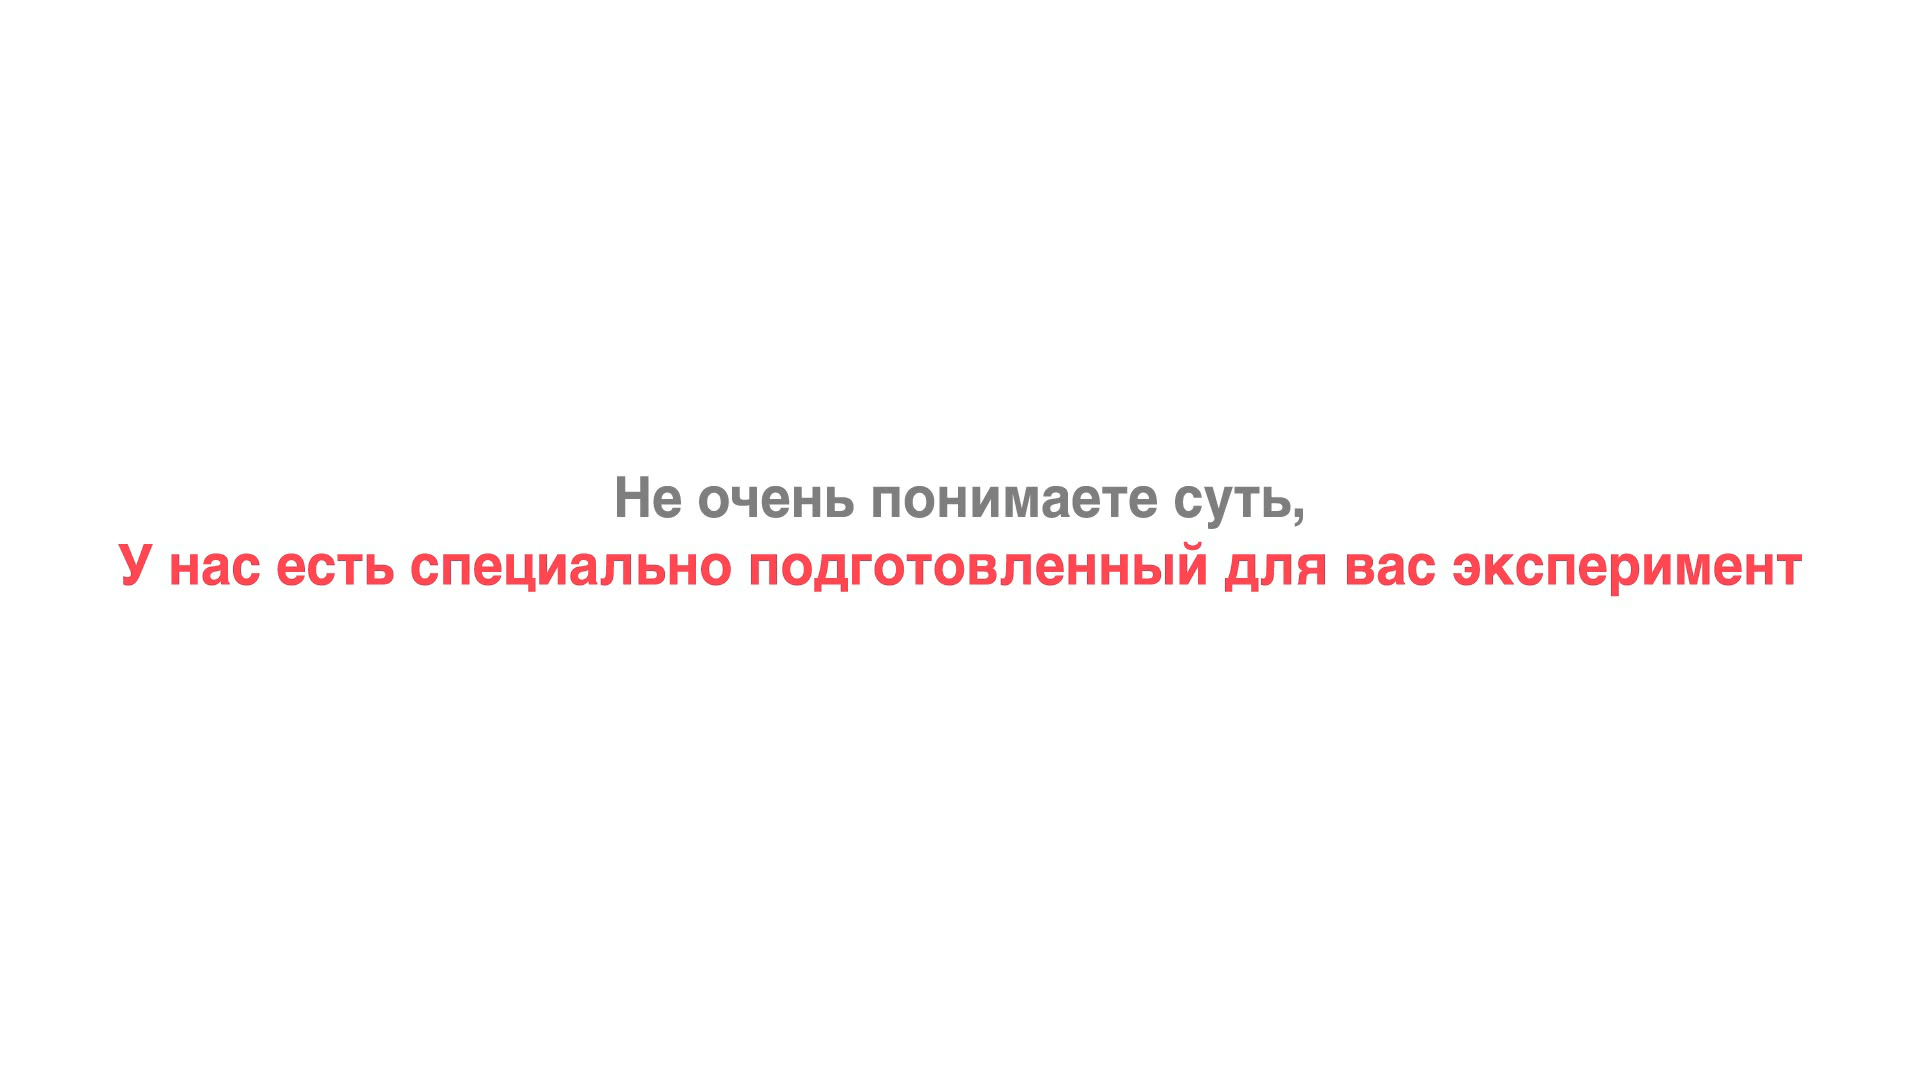 Не очень понимаете суть,
У нас есть специально подготовленный для вас эксперимент